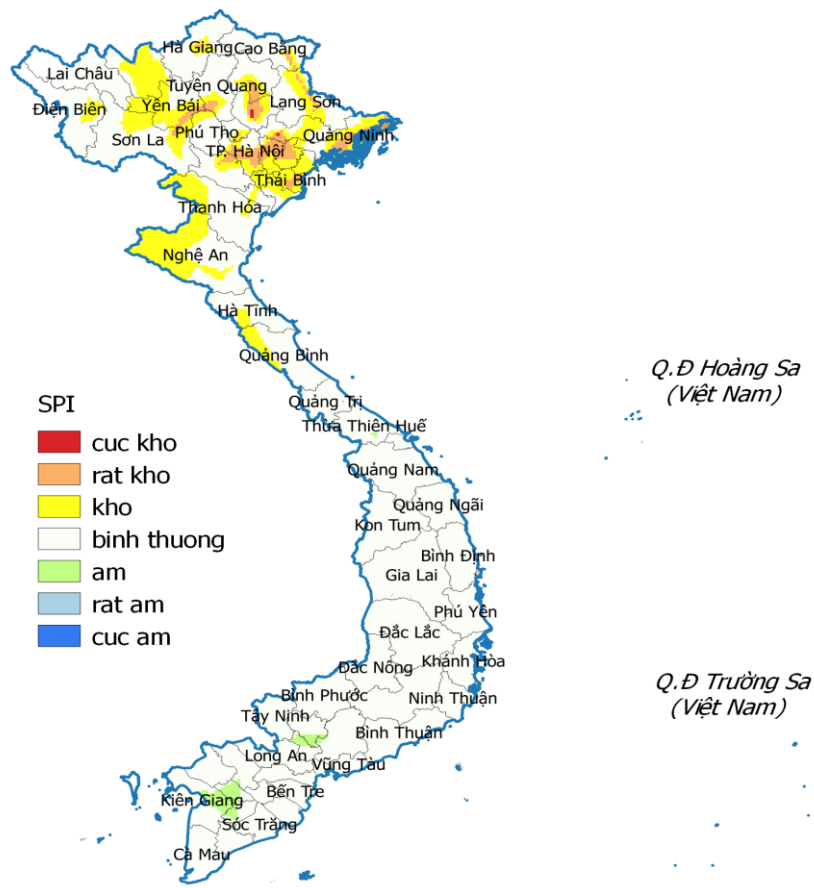 Hà Giang
Cao Bằng
Lai Châu
Tuyên Quang
Điện Biên
Yên Bái
Lạng Sơn
Sơn La
Phú Thọ
Quảng Ninh
TP. Hà Nội
Thái Bình
Thanh Hóa
Nghệ An
Hà Tĩnh
Quảng Bình
Q.Đ Hoàng Sa
(Việt Nam)
Quảng Trị
Thừa Thiên Huế
SPI
cuc kho
rat kho
kho
binh thuong
am
rat am
cuc am
Quảng Nam
Quảng Ngãi
Kon Tum
Bình Định
Gia Lai
Phú Yên
Đắc Lắc
Khánh Hòa
Đắc Nông
Q.Đ Trường Sa
(Việt Nam)
Bình Phước
Ninh Thuận
Tây Ninh
Bình Thuận
Long An
Vũng Tàu
Kiên Giang
Bến Tre
Sóc Trăng
Cà Mau